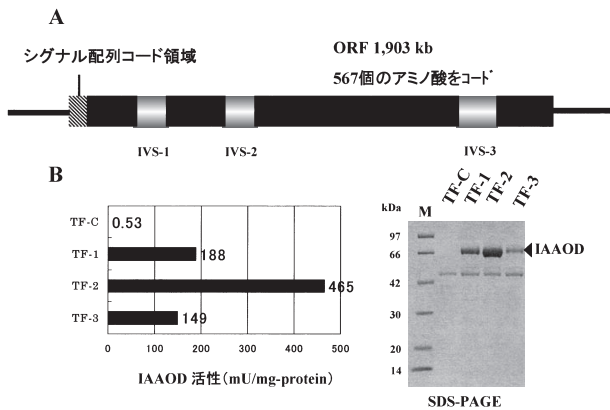 A
シグナル配列コード領域
ORF 1,903 kb
567個のアミノ酸をコード
IVS-1
IVS-2
IVS-3
B
TF-C
0.53
TF-1
188
TF-2
465
TF-3
149
0 100 200 300 400 500
IAAOD 活性(mU/mg-protein)
kDa
M
TF-C
TF-1
TF-2
TF-3
97
66
42
30
20
14
IAAOD
SDS-PAGE